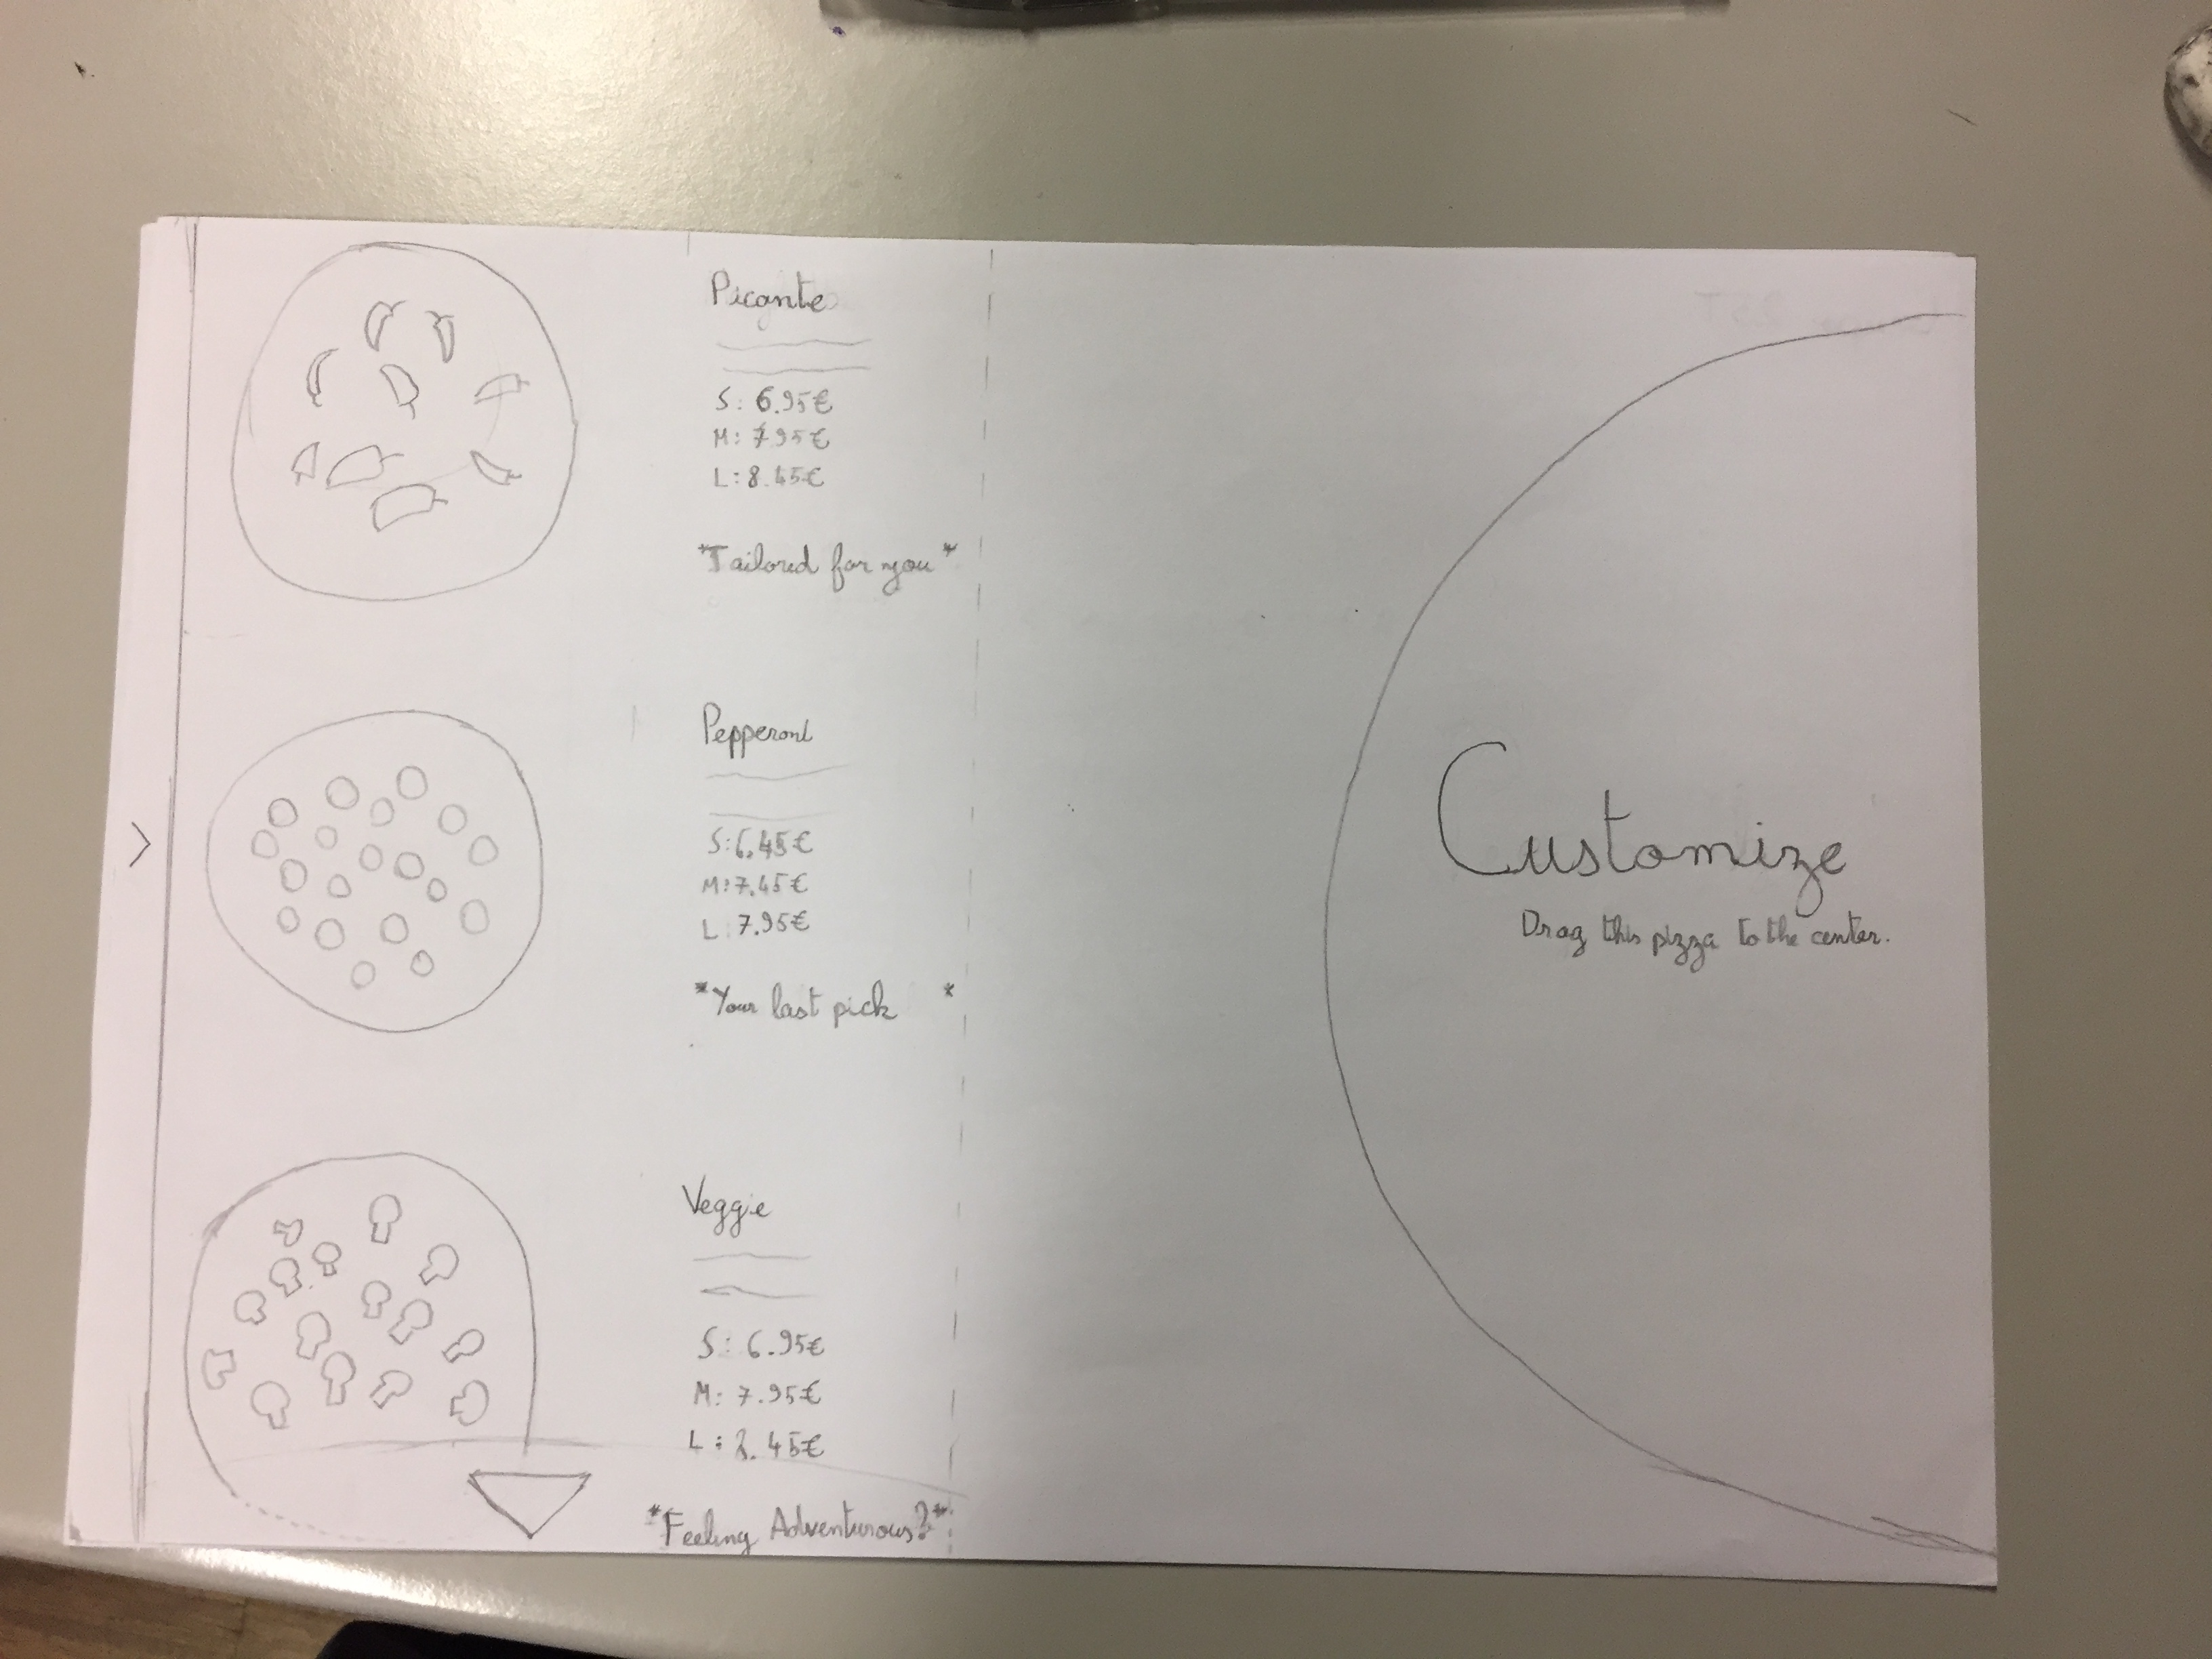 Picante
S: 6.95€
M: 7.95€
L: 8.45€
*Tailored for you*
Pepperoni
S: 6.45€
M: 7.45€
L: 7.95€
*Your last pick *
Veggie
S: 6.95€
M: 7.95€
L: 8.45€
*Feeling Adventurous?*
>
Customize
Drag this pizza to the center.